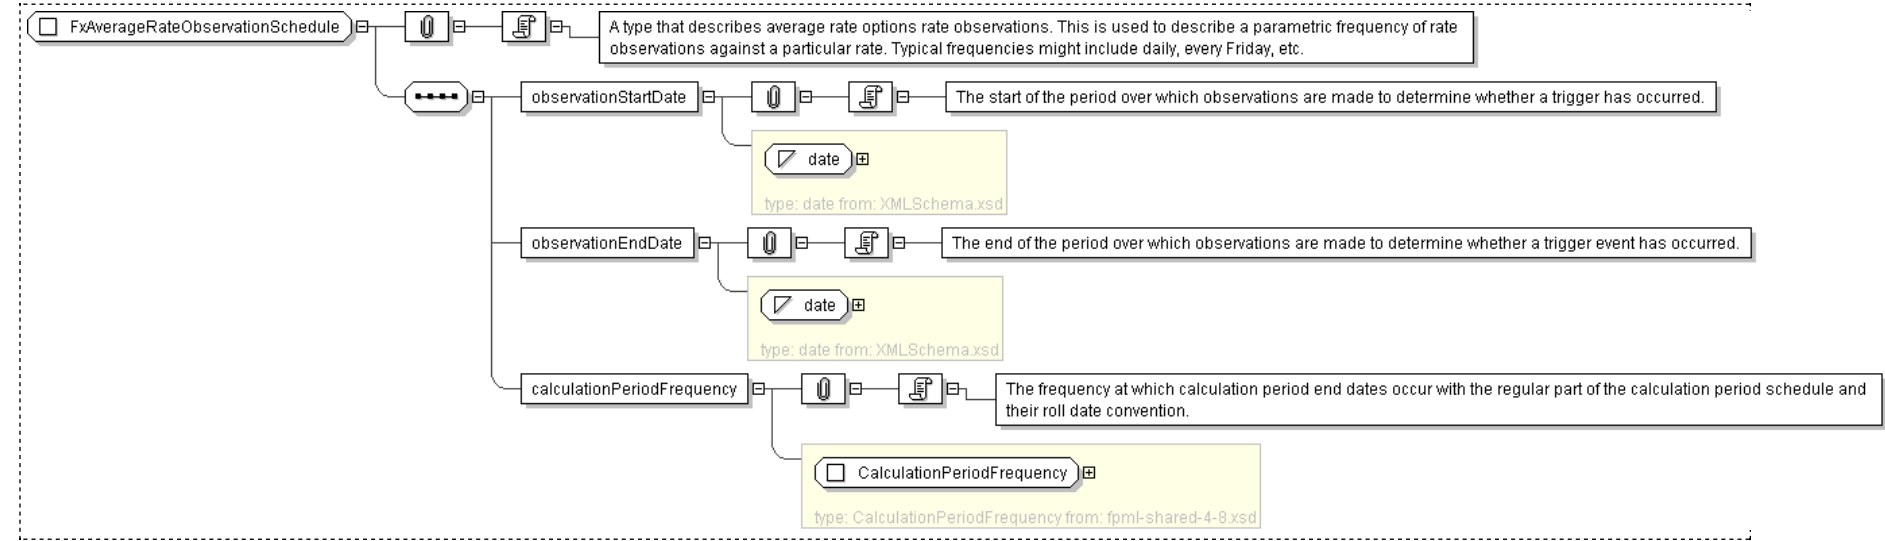 FxAverageRateObservationSchedule
A type that describes average rate options rate observations. This is used to describe a parametric frequency of rate
observations against a particular rate. Typical frequencies might include daily, every Friday, etc.
observationStartDate
The start of the period over which observations are made to determine whether a trigger has occurred.
date
type: date from: XMLSchema.xsd
observationEndDate
The end of the period over which observations are made to determine whether a trigger event has occurred.
date
type: date from: XMLSchema.xsd
calculationPeriodFrequency
The frequency at which calculation period end dates occur with the regular part of the calculation period schedule and
their roll date convention.
CalculationPeriodFrequency
type: CalculationPeriodFrequency from: fpml-shared-4-8.xsd